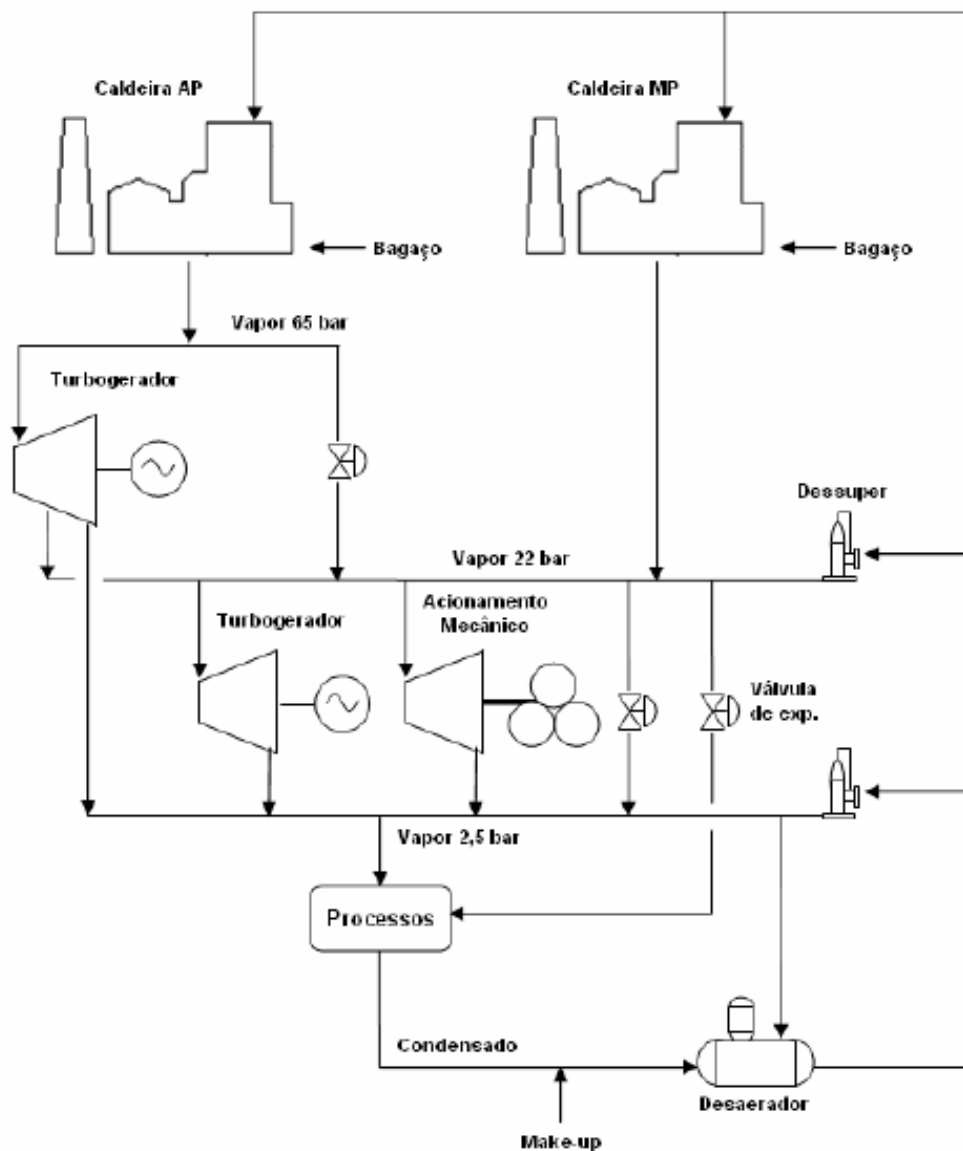 Caldeira AP
Caldeira MP
Bagaço
Bagaço
Vapor 65 bar
Turbogerador
Dessuper
Vapor 22 bar
Turbogerador
Acionamento
Mecânico
Válvula
de exp.
Vapor 2,5 bar
Processos
Condensado
Desaerador
Make-up